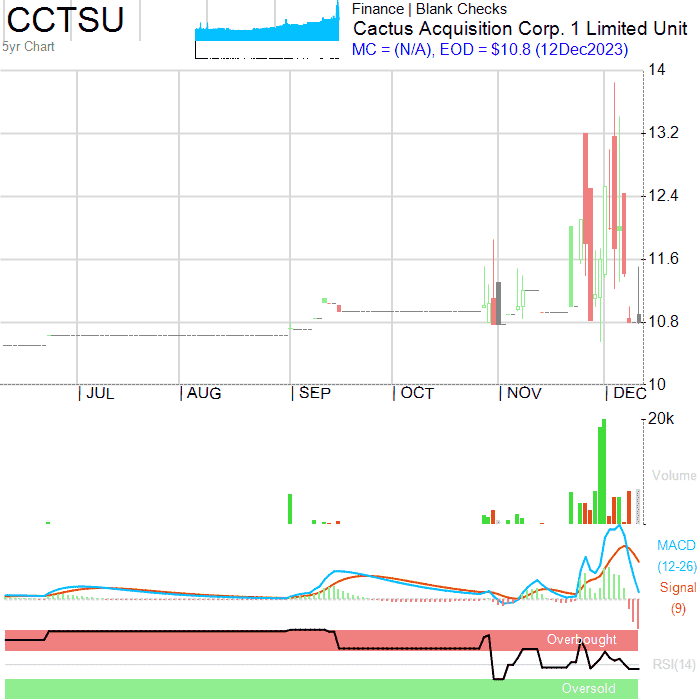 CCTSU
5yr Chart
Finance | Blank Checks
Cactus Acquisition Corp. 1 Limited Unit
MC = (N/A), EOD = $10.8 (12Dec2023)
14
13.2
12.4
11.6
10.8
10
| JUL | AUG | SEP | OCT | NOV | DEC
20k
Volume
MACD
(12-26)
Signal
(9)
Overbought
RSI(14)
Oversold